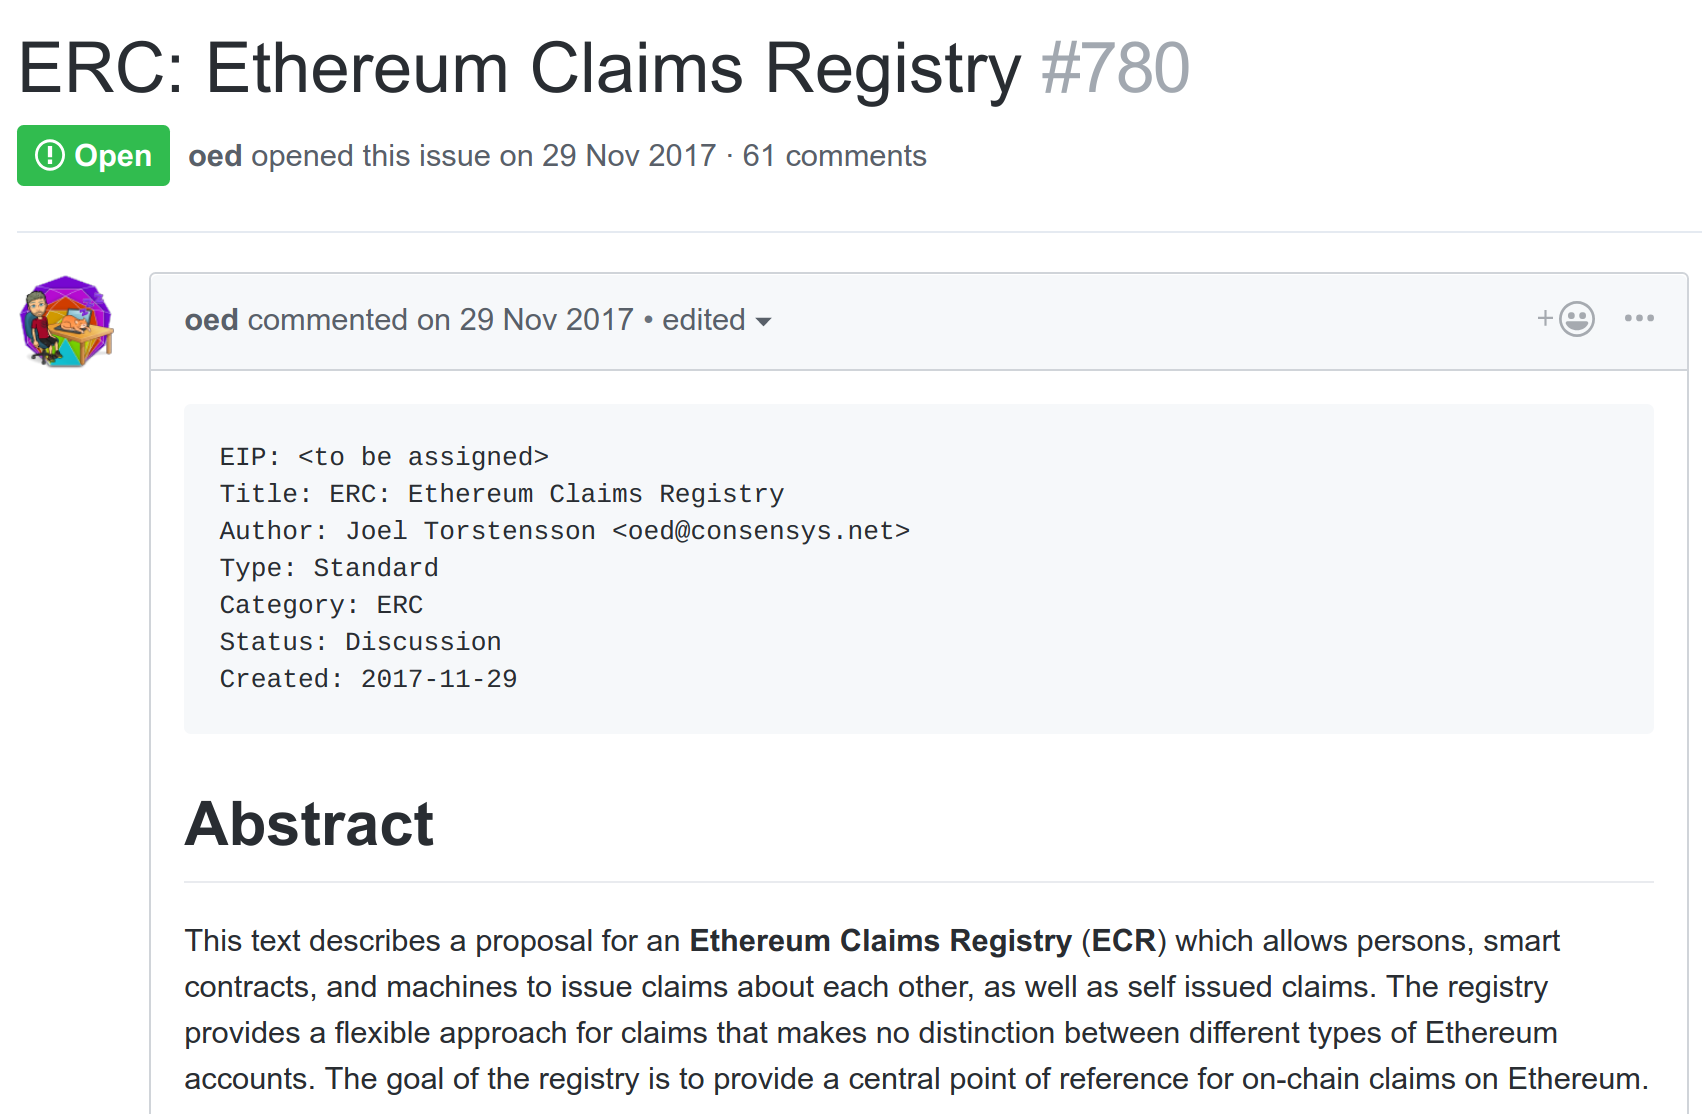 ERC: Ethereum Claims Registry #780
Open oed opened this issue on 29 Nov 2017 · 61 comments
oed commented on 29 Nov 2017 • edited
EIP: <to be assigned>
Title: ERC: Ethereum Claims Registry
Author: Joel Torstensson <oed@consensys.net>
Type: Standard
Category: ERC
Status: Discussion
Created: 2017-11-29
Abstract
This text describes a proposal for an Ethereum Claims Registry (ECR) which allows persons, smart
contracts, and machines to issue claims about each other, as well as self issued claims. The registry
provides a flexible approach for claims that makes no distinction between different types of Ethereum
accounts. The goal of the registry is to provide a central point of reference for on-chain claims on Ethereum.